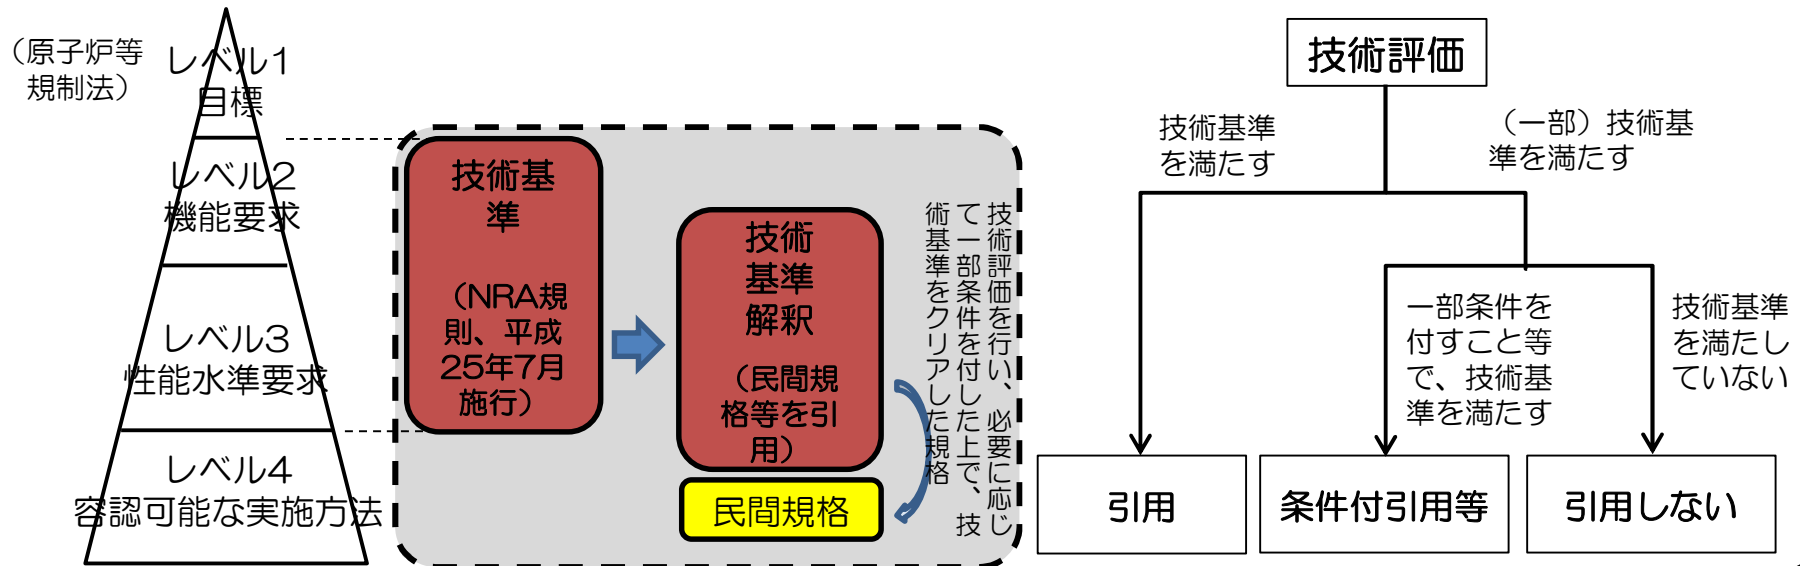 （原子炉等
規制法）
レベル1
目標
レベル2
機能要求
レベル3
性能水準要求
レベル4
容認可能な実施方法
技術基
準
（NRA規
則、平成
25年7月
施行）
技術
基準
解釈
（民間規
格等を引
用）
民間規格
技術評価を行い、必要に応じ
て一部条件を付した上で、技
術基準をクリアした規格
技術評価
技術基準
を満たす
（一部）技術基
準を満たす
一部条件を
付すこと等
で、技術基
準を満たす
技術基準
を満たし
ていない
引用
条件付引用等
引用しない